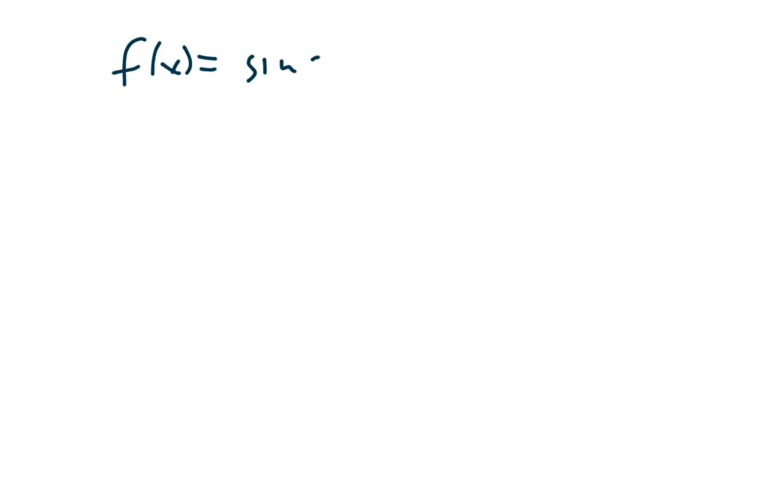 f(x) = sin